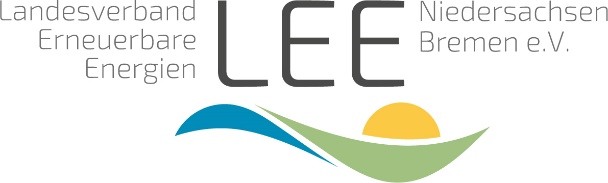 Landesverband
Erneuerbare
Energien
LEE
Niedersachsen
Bremen e.V.